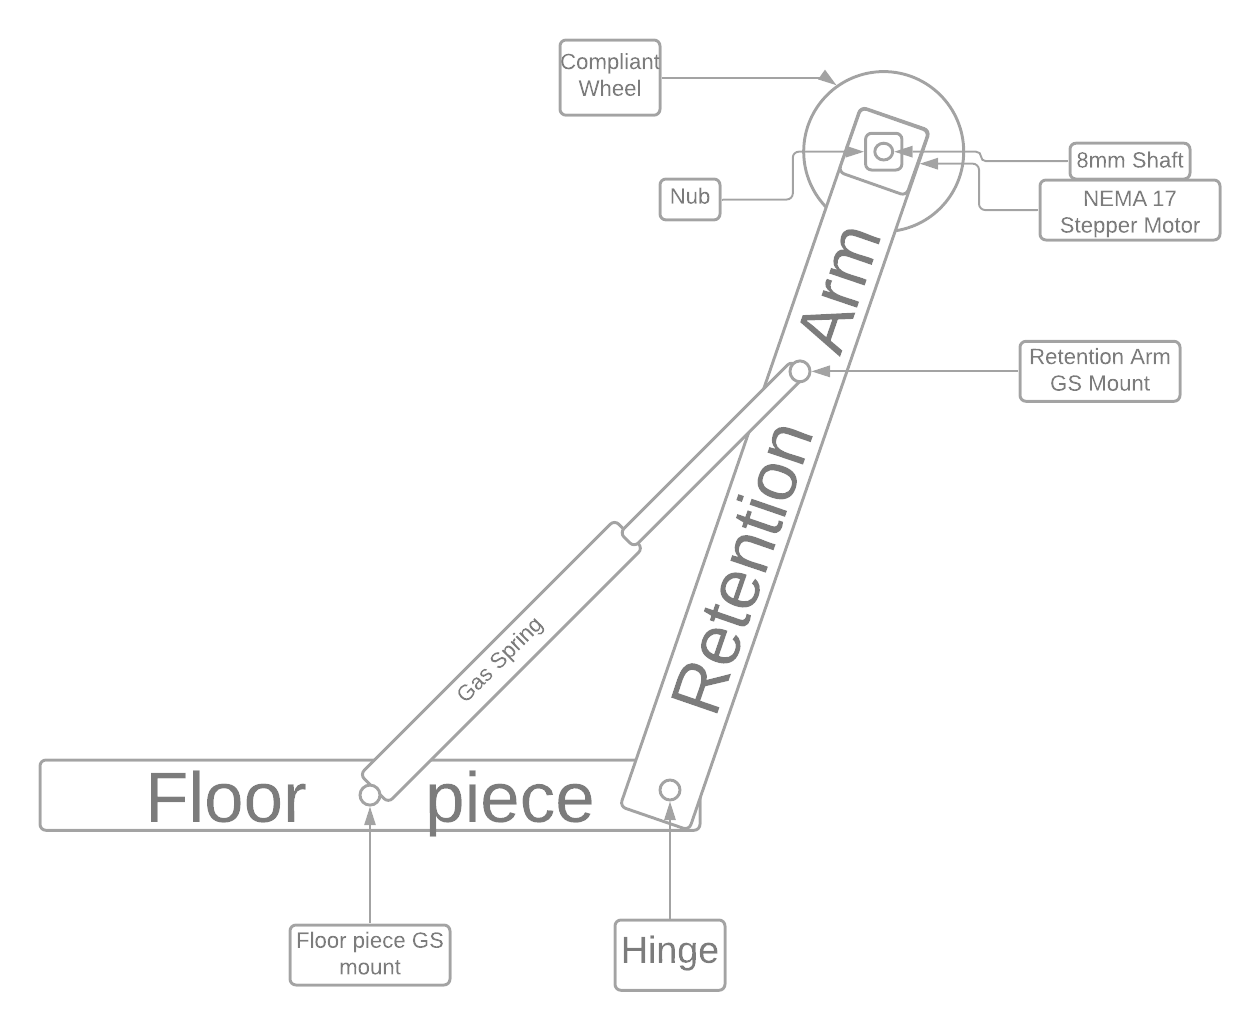 Compliant
Wheel
8mm Shaft
Nub
NEMA 17
Stepper Motor
Retention Arm
GS Mount
Retention Arm
Gas Spring
Floor piece
Floor piece GS
mount
Hinge